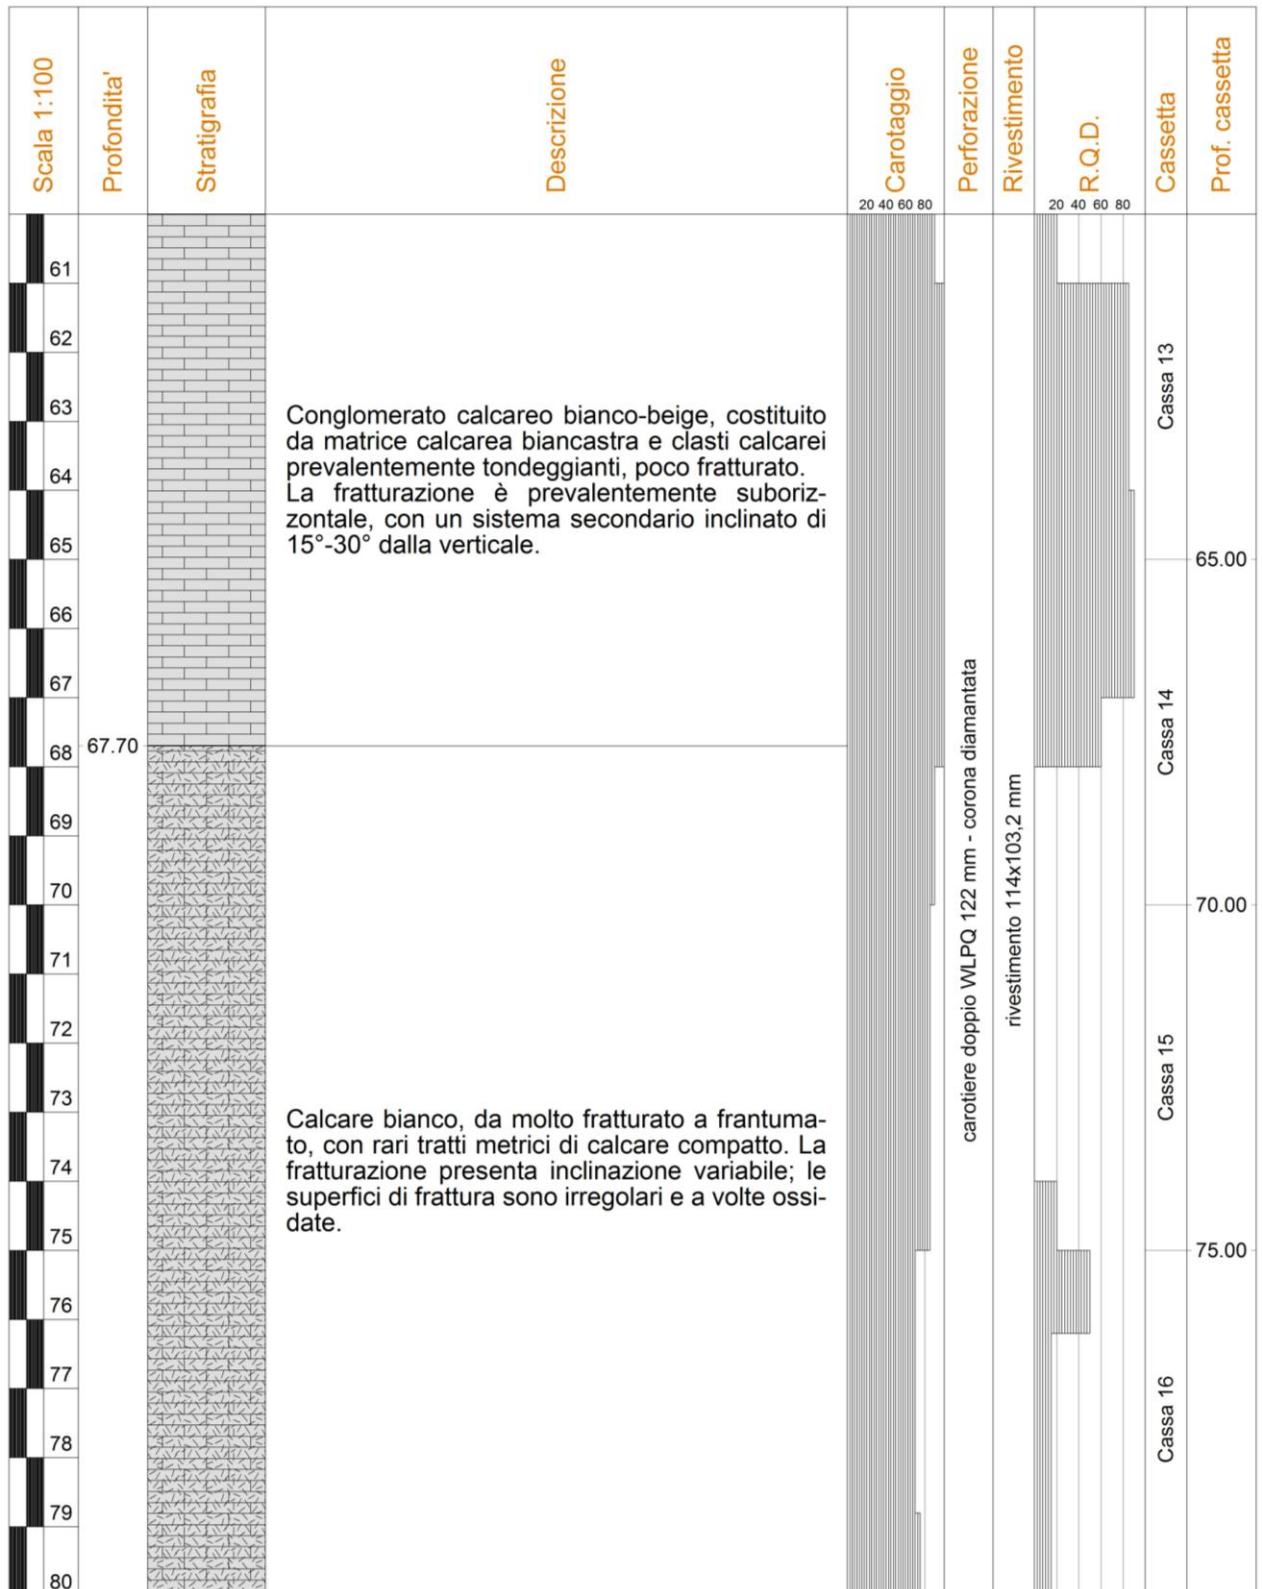 Scala 1:100
Profondita'
Stratigrafia
Descrizione
Carotaggio
Perforazione
Rivestimento
R.Q.D.
Cassetta
Prof. cassetta
20 40 60 80
20 40 60 80
61
62
63
64
65
66
67
68
69
70
71
72
73
74
75
76
77
78
79
80
67.70
Conglomerato calcareo bianco-beige, costituito
da matrice calcarea biancastra e clasti calcarei
prevalentemente tondeggianti, poco fratturato.
La fratturazione è prevalentemente suboriz-
zontale, con un sistema secondario inclinato di
15°-30° dalla verticale.
Calcare bianco, da molto fratturato a frantuma-
to, con rari tratti metrici di calcare compatto. La
fratturazione presenta inclinazione variabile; le
superfici di frattura sono irregolari e a volte ossi-
date.
carotiere doppio WLPQ 122 mm - corona diamantata
rivestimento 114x103,2 mm
Cassa 13
Cassa 14
Cassa 15
Cassa 16
65.00
70.00
75.00